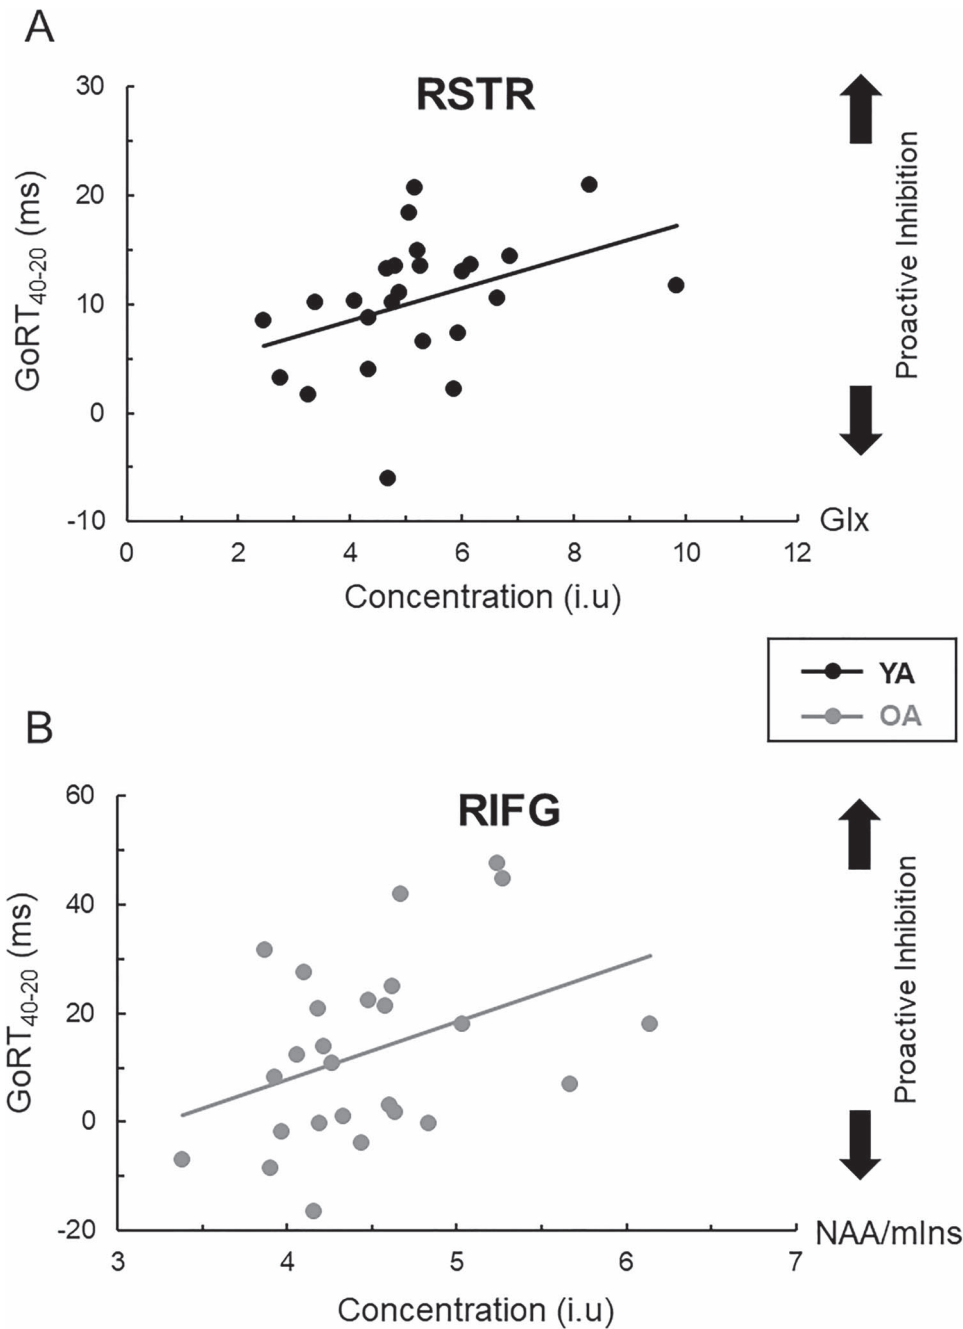 A
RSTR
30
20
10
0
-10
GoRT40-20 (ms)
0 2 4 6 8 10 12
Concentration (i.u)
Proactive Inhibition
Glx
YA
OA
B
RIFG
60
40
20
0
-20
GoRT40-20 (ms)
3 4 5 6 7
Concentration (i.u)
Proactive Inhibition
NAA/mIns